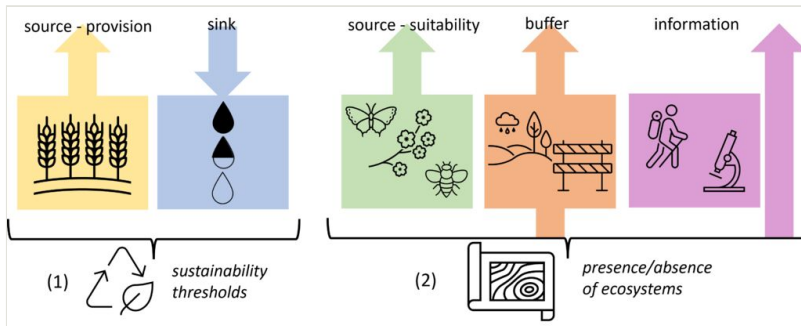 source - provision
sink
source - suitability
buffer
information
(1)
sustainability
thresholds
(2)
presence/absence
of ecosystems